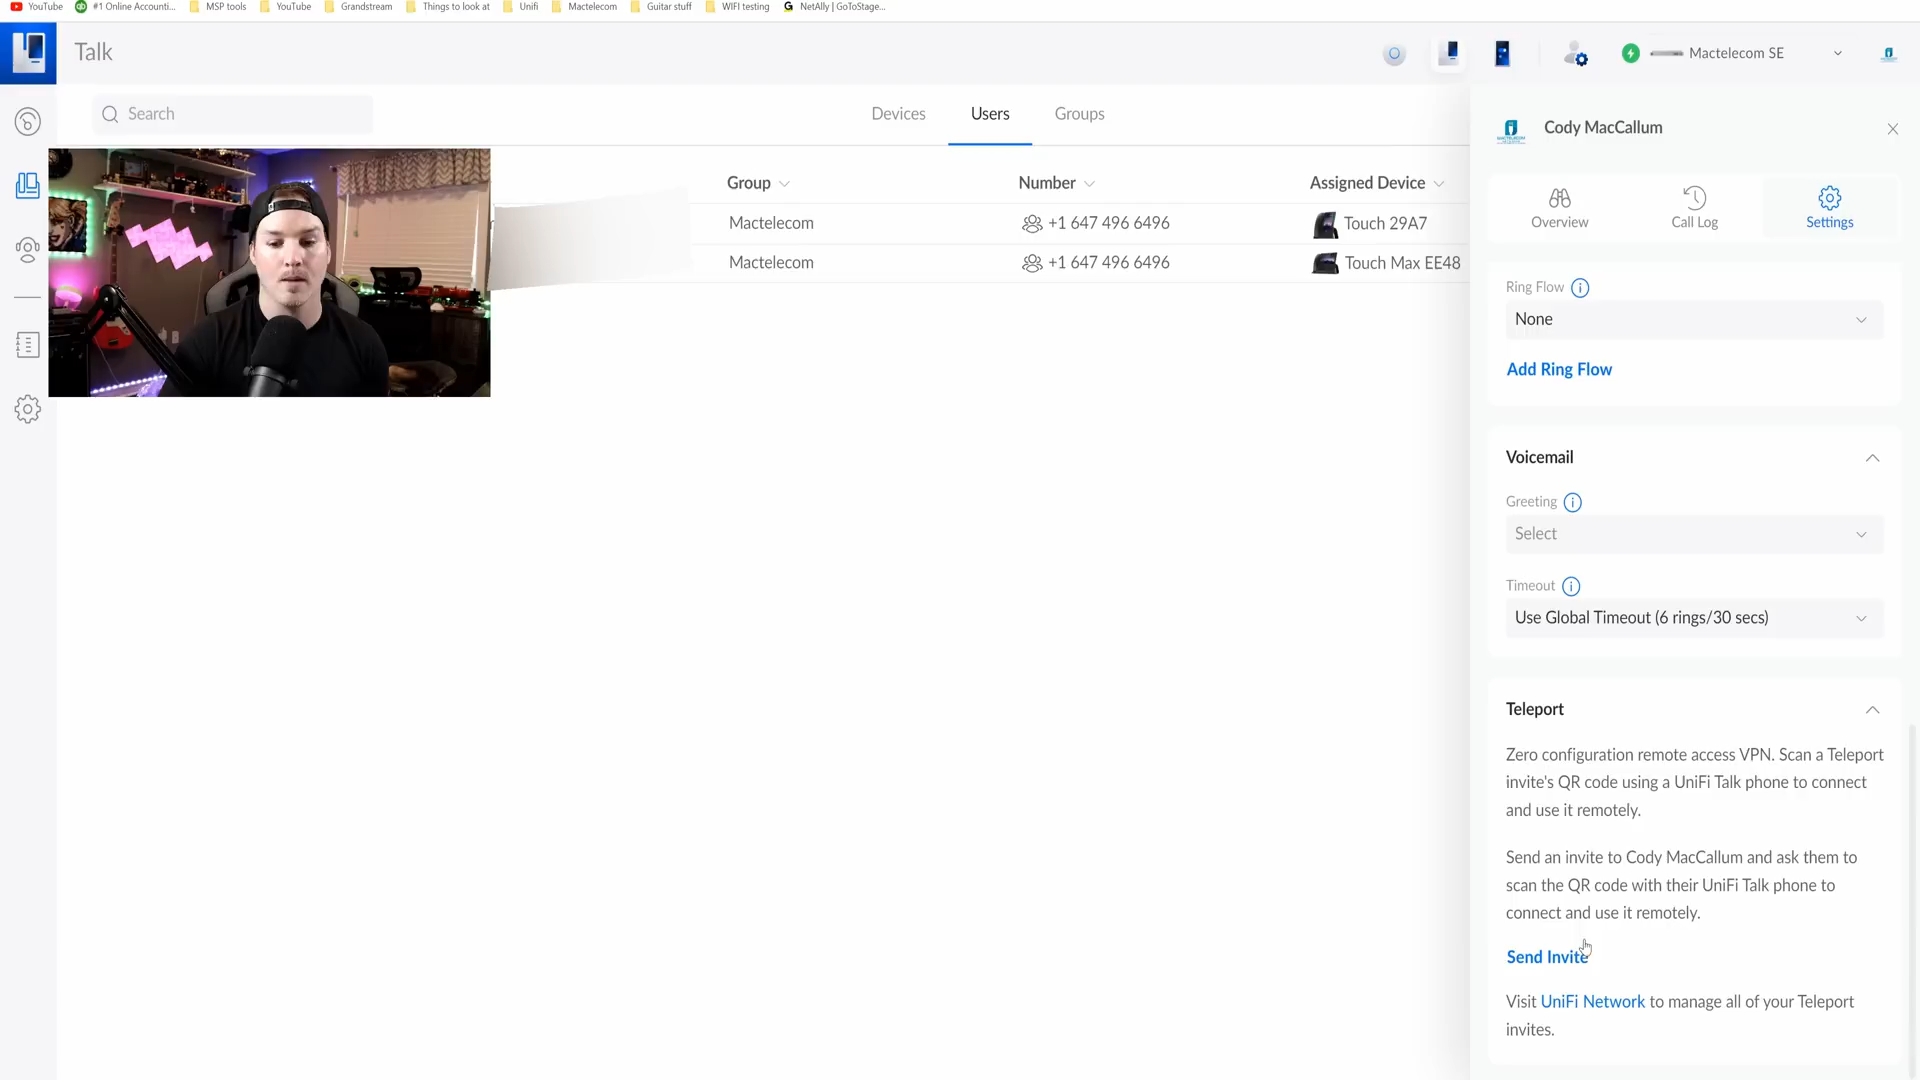 YouTube #1 Online Accounti... MSP tools YouTube Grandstream Things to look at Unifi Mactelecom Guitar stuff WIFI testing NetAlly | GoToStage...
Talk
Mactelecom SE
Search
Devices Users Groups
Group Number Assigned Device
Mactelecom +1 647 496 6496 Touch 29A7
Mactelecom +1 647 496 6496 Touch Max EE48
Cody MacCallum
Overview Call Log Settings
Ring Flow
None
Add Ring Flow
Voicemail
Greeting
Select
Timeout
Use Global Timeout (6 rings/30 secs)
Teleport
Zero configuration remote access VPN. Scan a Teleport
invite's QR code using a UniFi Talk phone to connect
and use it remotely.
Send an invite to Cody MacCallum and ask them to
scan the QR code with their UniFi Talk phone to
connect and use it remotely.
Send Invite
Visit UniFi Network to manage all of your Teleport
invites.